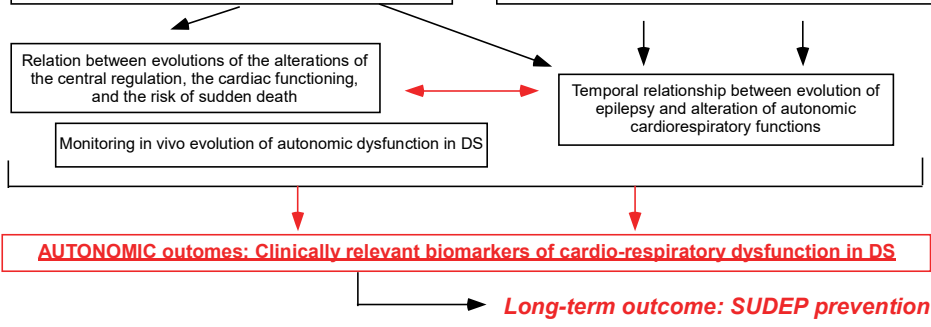 Relation between evolutions of the alterations of
the central regulation, the cardiac functioning,
and the risk of sudden death
Temporal relationship between evolution of
epilepsy and alteration of autonomic
cardiorespiratory functions
Monitoring in vivo evolution of autonomic dysfunction in DS
AUTONOMIC outcomes: Clinically relevant biomarkers of cardio-respiratory dysfunction in DS
Long-term outcome: SUDEP prevention